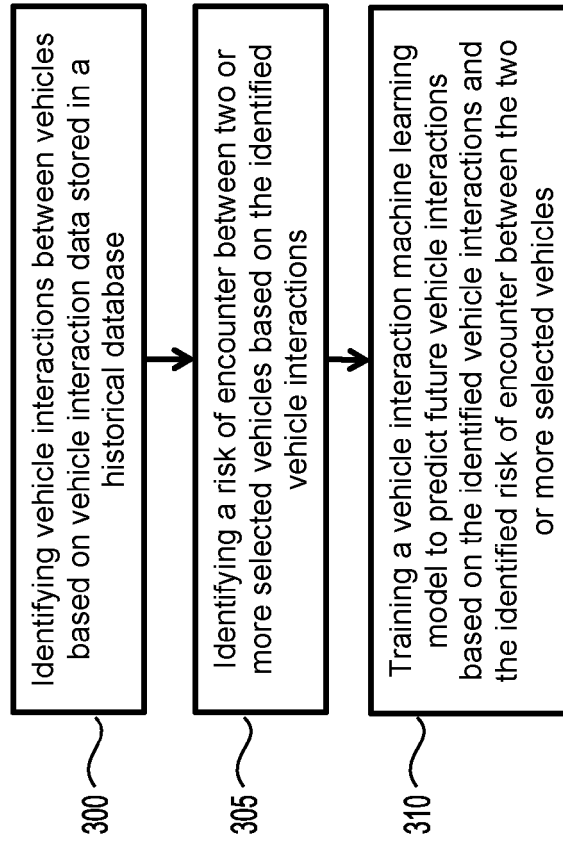 300
Identifying vehicle interactions between vehicles
based on vehicle interaction data stored in a
historical database
305
Identifying a risk of encounter between two or
more selected vehicles based on the identified
vehicle interactions
310
Training a vehicle interaction machine learning
model to predict future vehicle interactions
based on the identified vehicle interactions and
the identified risk of encounter between the two
or more selected vehicles